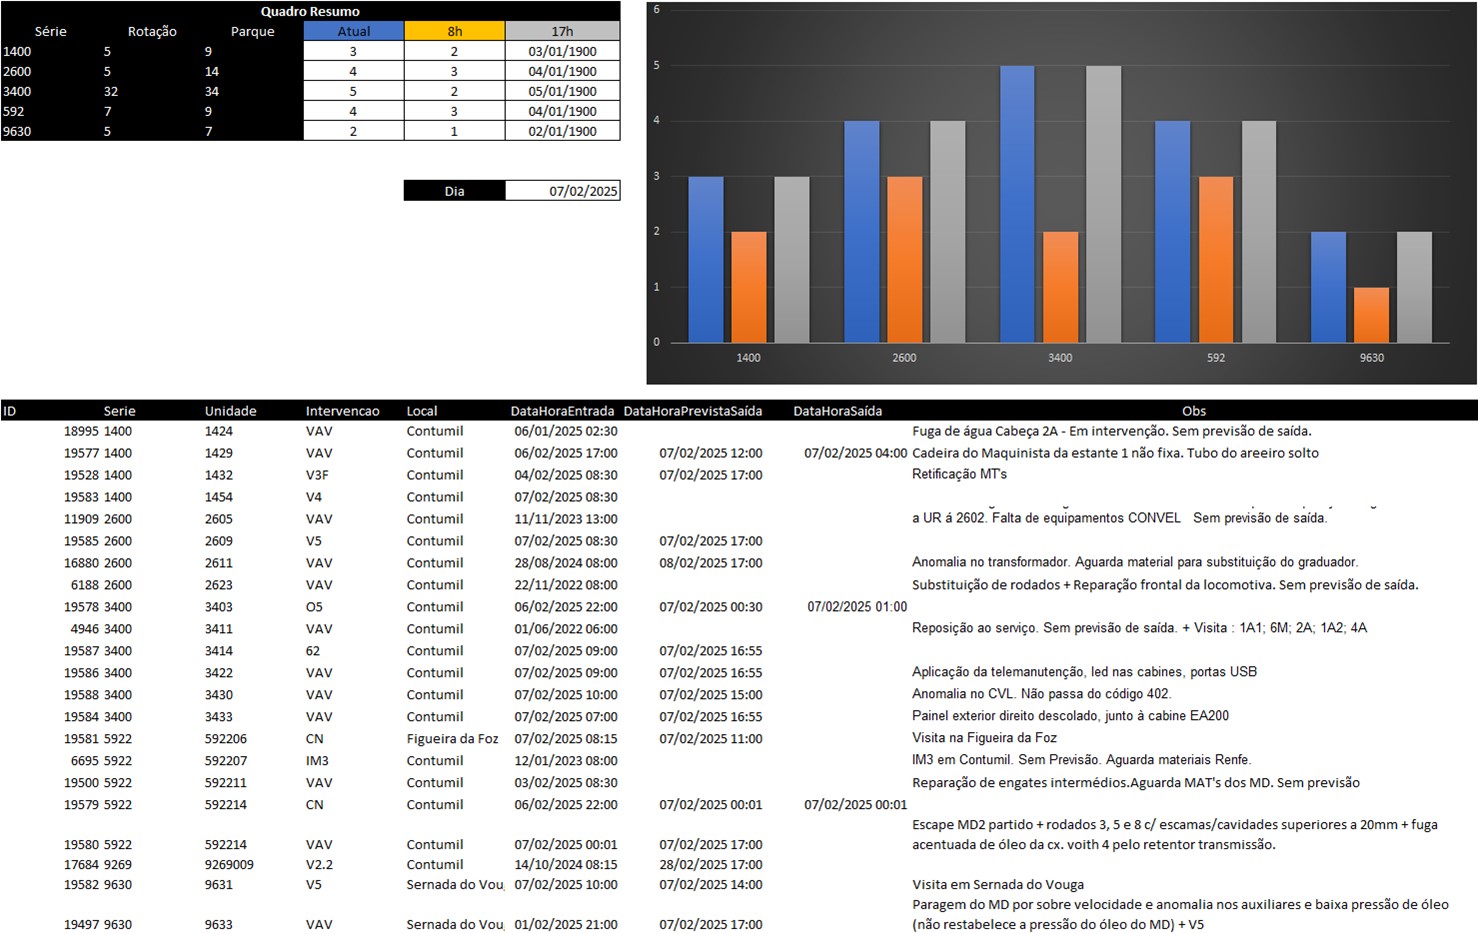 Quadro Resumo
Série Rotação Parque Atual 8h 17h
1400 5 9 3 2 03/01/1900
2600 5 14 4 3 04/01/1900
3400 32 34 5 2 05/01/1900
592 7 9 4 3 04/01/1900
9630 5 7 2 1 02/01/1900
Dia 07/02/2025
6
5
4
3
2
1
0
1400 2600 3400 592 9630
ID Serie Unidade Intervencao Local DataHoraEntrada DataHoraPrevistaSaída DataHoraSaída Obs
18995 1400 1424 VAV Contumil 06/01/2025 02:30 Fuga de água Cabeça 2A - Em intervenção. Sem previsão de saída.
19577 1400 1429 VAV Contumil 06/02/2025 17:00 07/02/2025 12:00 07/02/2025 04:00 Cadeira do Maquinista da estante 1 não fixa. Tubo do areeiro solto
19528 1400 1432 V3F Contumil 04/02/2025 08:30 07/02/2025 17:00 Retificação MT's
19583 1400 1454 V4 Contumil 07/02/2025 08:30
11909 2600 2605 VAV Contumil 11/11/2023 13:00 a UR á 2602. Falta de equipamentos CONVEL Sem previsão de saída.
19585 2600 2609 V5 Contumil 07/02/2025 08:30 07/02/2025 17:00
16880 2600 2611 VAV Contumil 28/08/2024 08:00 08/02/2025 17:00 Anomalia no transformador. Aguarda material para substituição do graduador.
6188 2600 2623 VAV Contumil 22/11/2022 08:00 Substituição de rodados + Reparação frontal da locomotiva. Sem previsão de saída.
19578 3400 3403 O5 Contumil 06/02/2025 22:00 07/02/2025 00:30 07/02/2025 01:00
4946 3400 3411 VAV Contumil 01/06/2022 06:00 Reposição ao serviço. Sem previsão de saída. + Visita : 1A1; 6M; 2A; 1A2; 4A
19587 3400 3414 62 Contumil 07/02/2025 09:00 07/02/2025 16:55
19586 3400 3422 VAV Contumil 07/02/2025 09:00 07/02/2025 16:55 Aplicação da telemanutenção, led nas cabines, portas USB
19588 3400 3430 VAV Contumil 07/02/2025 10:00 07/02/2025 15:00 Anomalia no CVL. Não passa do código 402.
19584 3400 3433 VAV Contumil 07/02/2025 07:00 07/02/2025 16:55 Painel exterior direito descolado, junto à cabine EA200
19581 5922 592206 CN Figueira da Foz 07/02/2025 08:15 07/02/2025 11:00 Visita na Figueira da Foz
6695 5922 592207 IM3 Contumil 12/01/2023 08:00 IM3 em Contumil. Sem Previsão. Aguarda materiais Renfe.
19500 5922 592211 VAV Contumil 03/02/2025 08:30 Reparação de engates intermédios.Aguarda MAT's dos MD. Sem previsão
19579 5922 592214 CN Contumil 06/02/2025 22:00 07/02/2025 00:01 07/02/2025 00:01
Escape MD2 partido + rodados 3, 5 e 8 c/ escamas/cavidades superiores a 20mm + fuga
19580 5922 592214 VAV Contumil 07/02/2025 00:01 07/02/2025 17:00 acentuada de óleo da cx. voith 4 pelo retentor transmissão.
17684 9269 9269009 V2.2 Contumil 14/10/2024 08:15 28/02/2025 17:00
19582 9630 9631 V5 Sernada do Vou 07/02/2025 10:00 07/02/2025 14:00 Visita em Sernada do Vouga
Paragem do MD por sobre velocidade e anomalia nos auxiliares e baixa pressão de óleo
19497 9630 9633 VAV Sernada do Vou 01/02/2025 21:00 07/02/2025 17:00 (não restabelece a pressão do óleo do MD) + V5